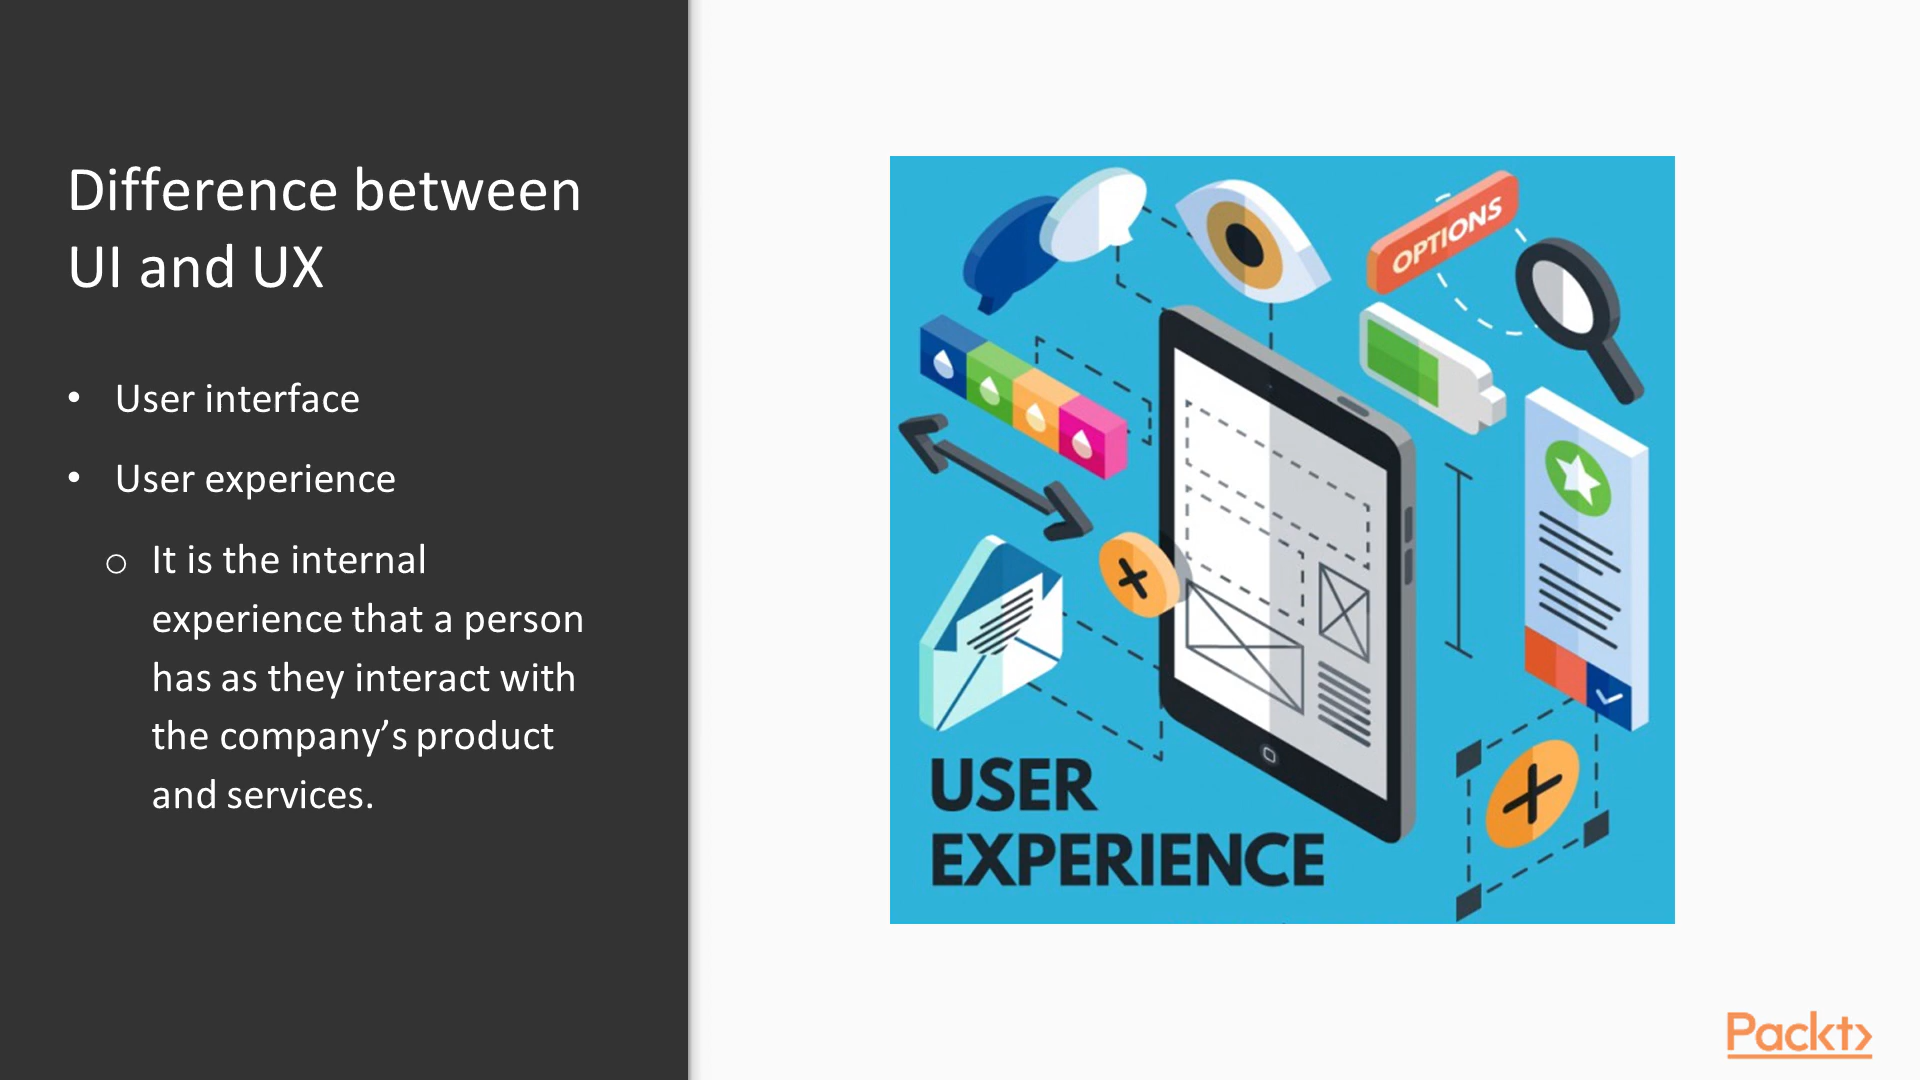 Difference between
UI and UX
• User interface
• User experience
o It is the internal
experience that a person
has as they interact with
the company’s product
and services.
OPTIONS
USER
EXPERIENCE
Packt>